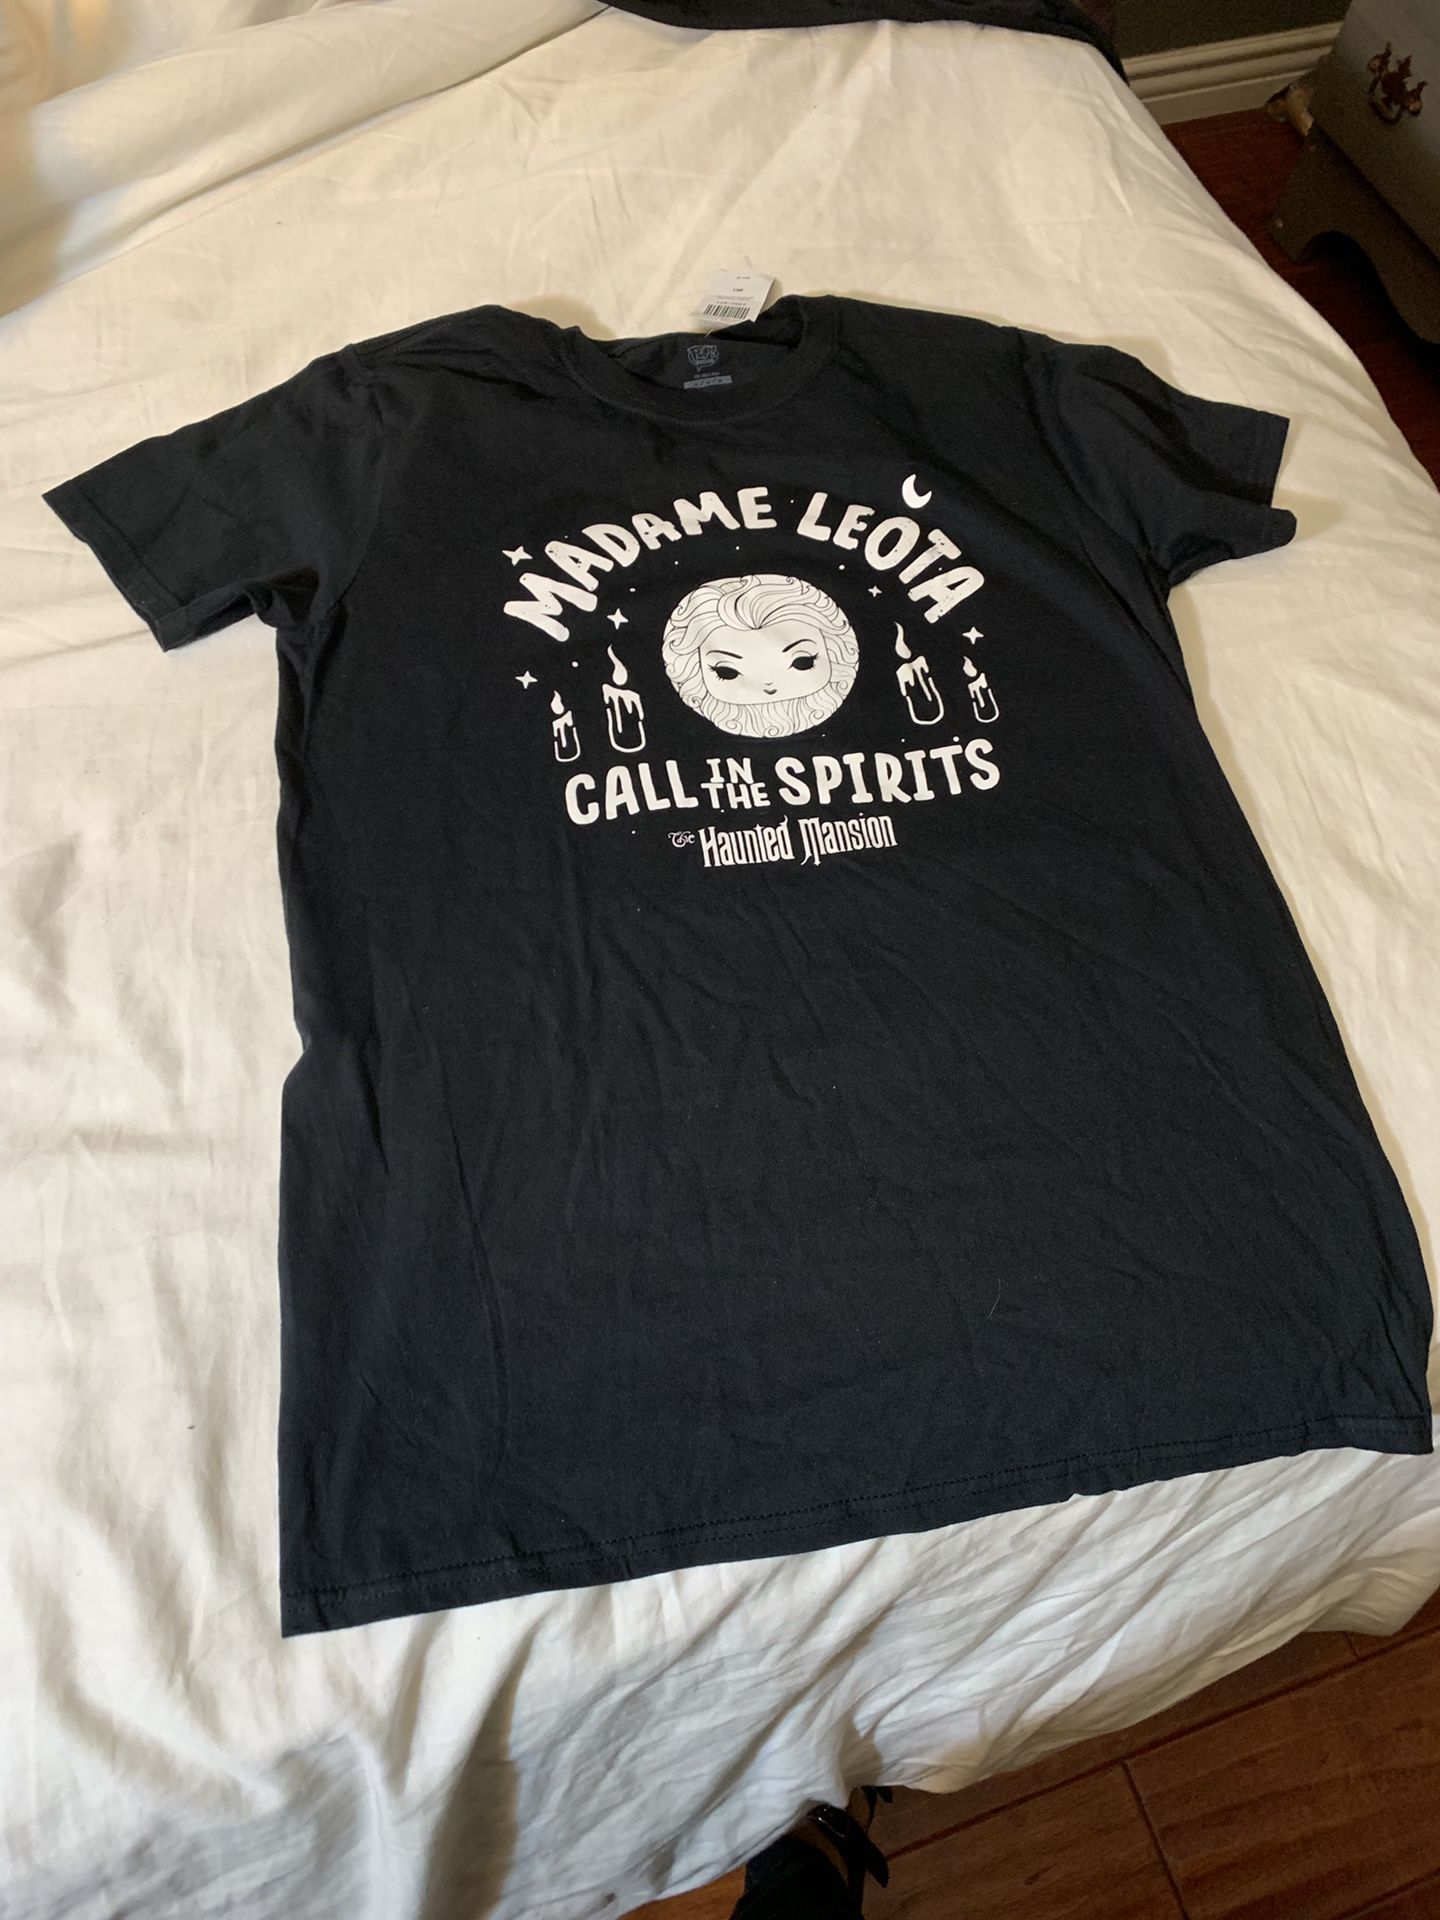 MADAME LEOTA
CALL IN THE SPIRITS
The Haunted Mansion